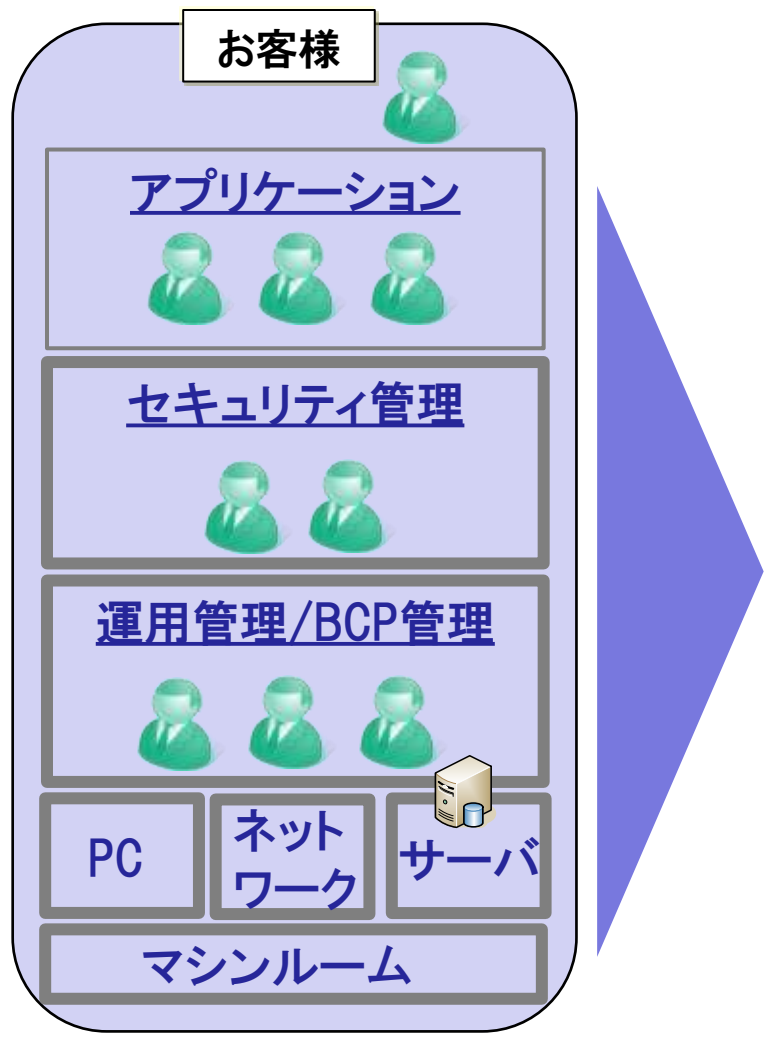 お客様
アプリケーション
セキュリティ管理
運用管理/BCP管理
PC
ネット
ワーク
サーバ
マシンルーム